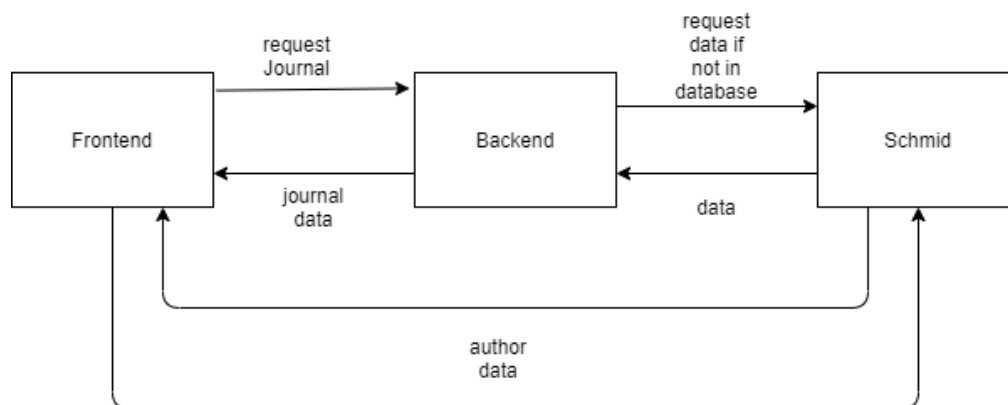 request
Journal
request
data if
not in
database
Frontend
Backend
Schmid
journal
data
data
author
data